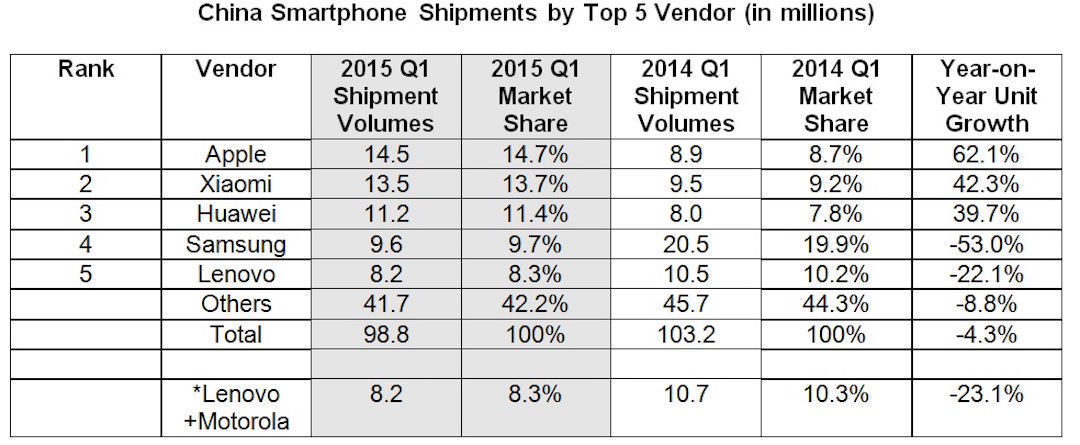 China Smartphone Shipments by Top 5 Vendor (in millions)
Rank Vendor 2015 Q1 2015 Q1 2014 Q1 2014 Q1 Year-on-
Shipment Market Shipment Market Year Unit
Volumes Share Volumes Share Growth
1 Apple 14.5 14.7% 8.9 8.7% 62.1%
2 Xiaomi 13.5 13.7% 9.5 9.2% 42.3%
3 Huawei 11.2 11.4% 8.0 7.8% 39.7%
4 Samsung 9.6 9.7% 20.5 19.9% -53.0%
5 Lenovo 8.2 8.3% 10.5 10.2% -22.1%
Others 41.7 42.2% 45.7 44.3% -8.8%
Total 98.8 100% 103.2 100% -4.3%
*Lenovo 8.2 8.3% 10.7 10.3% -23.1%
+Motorola